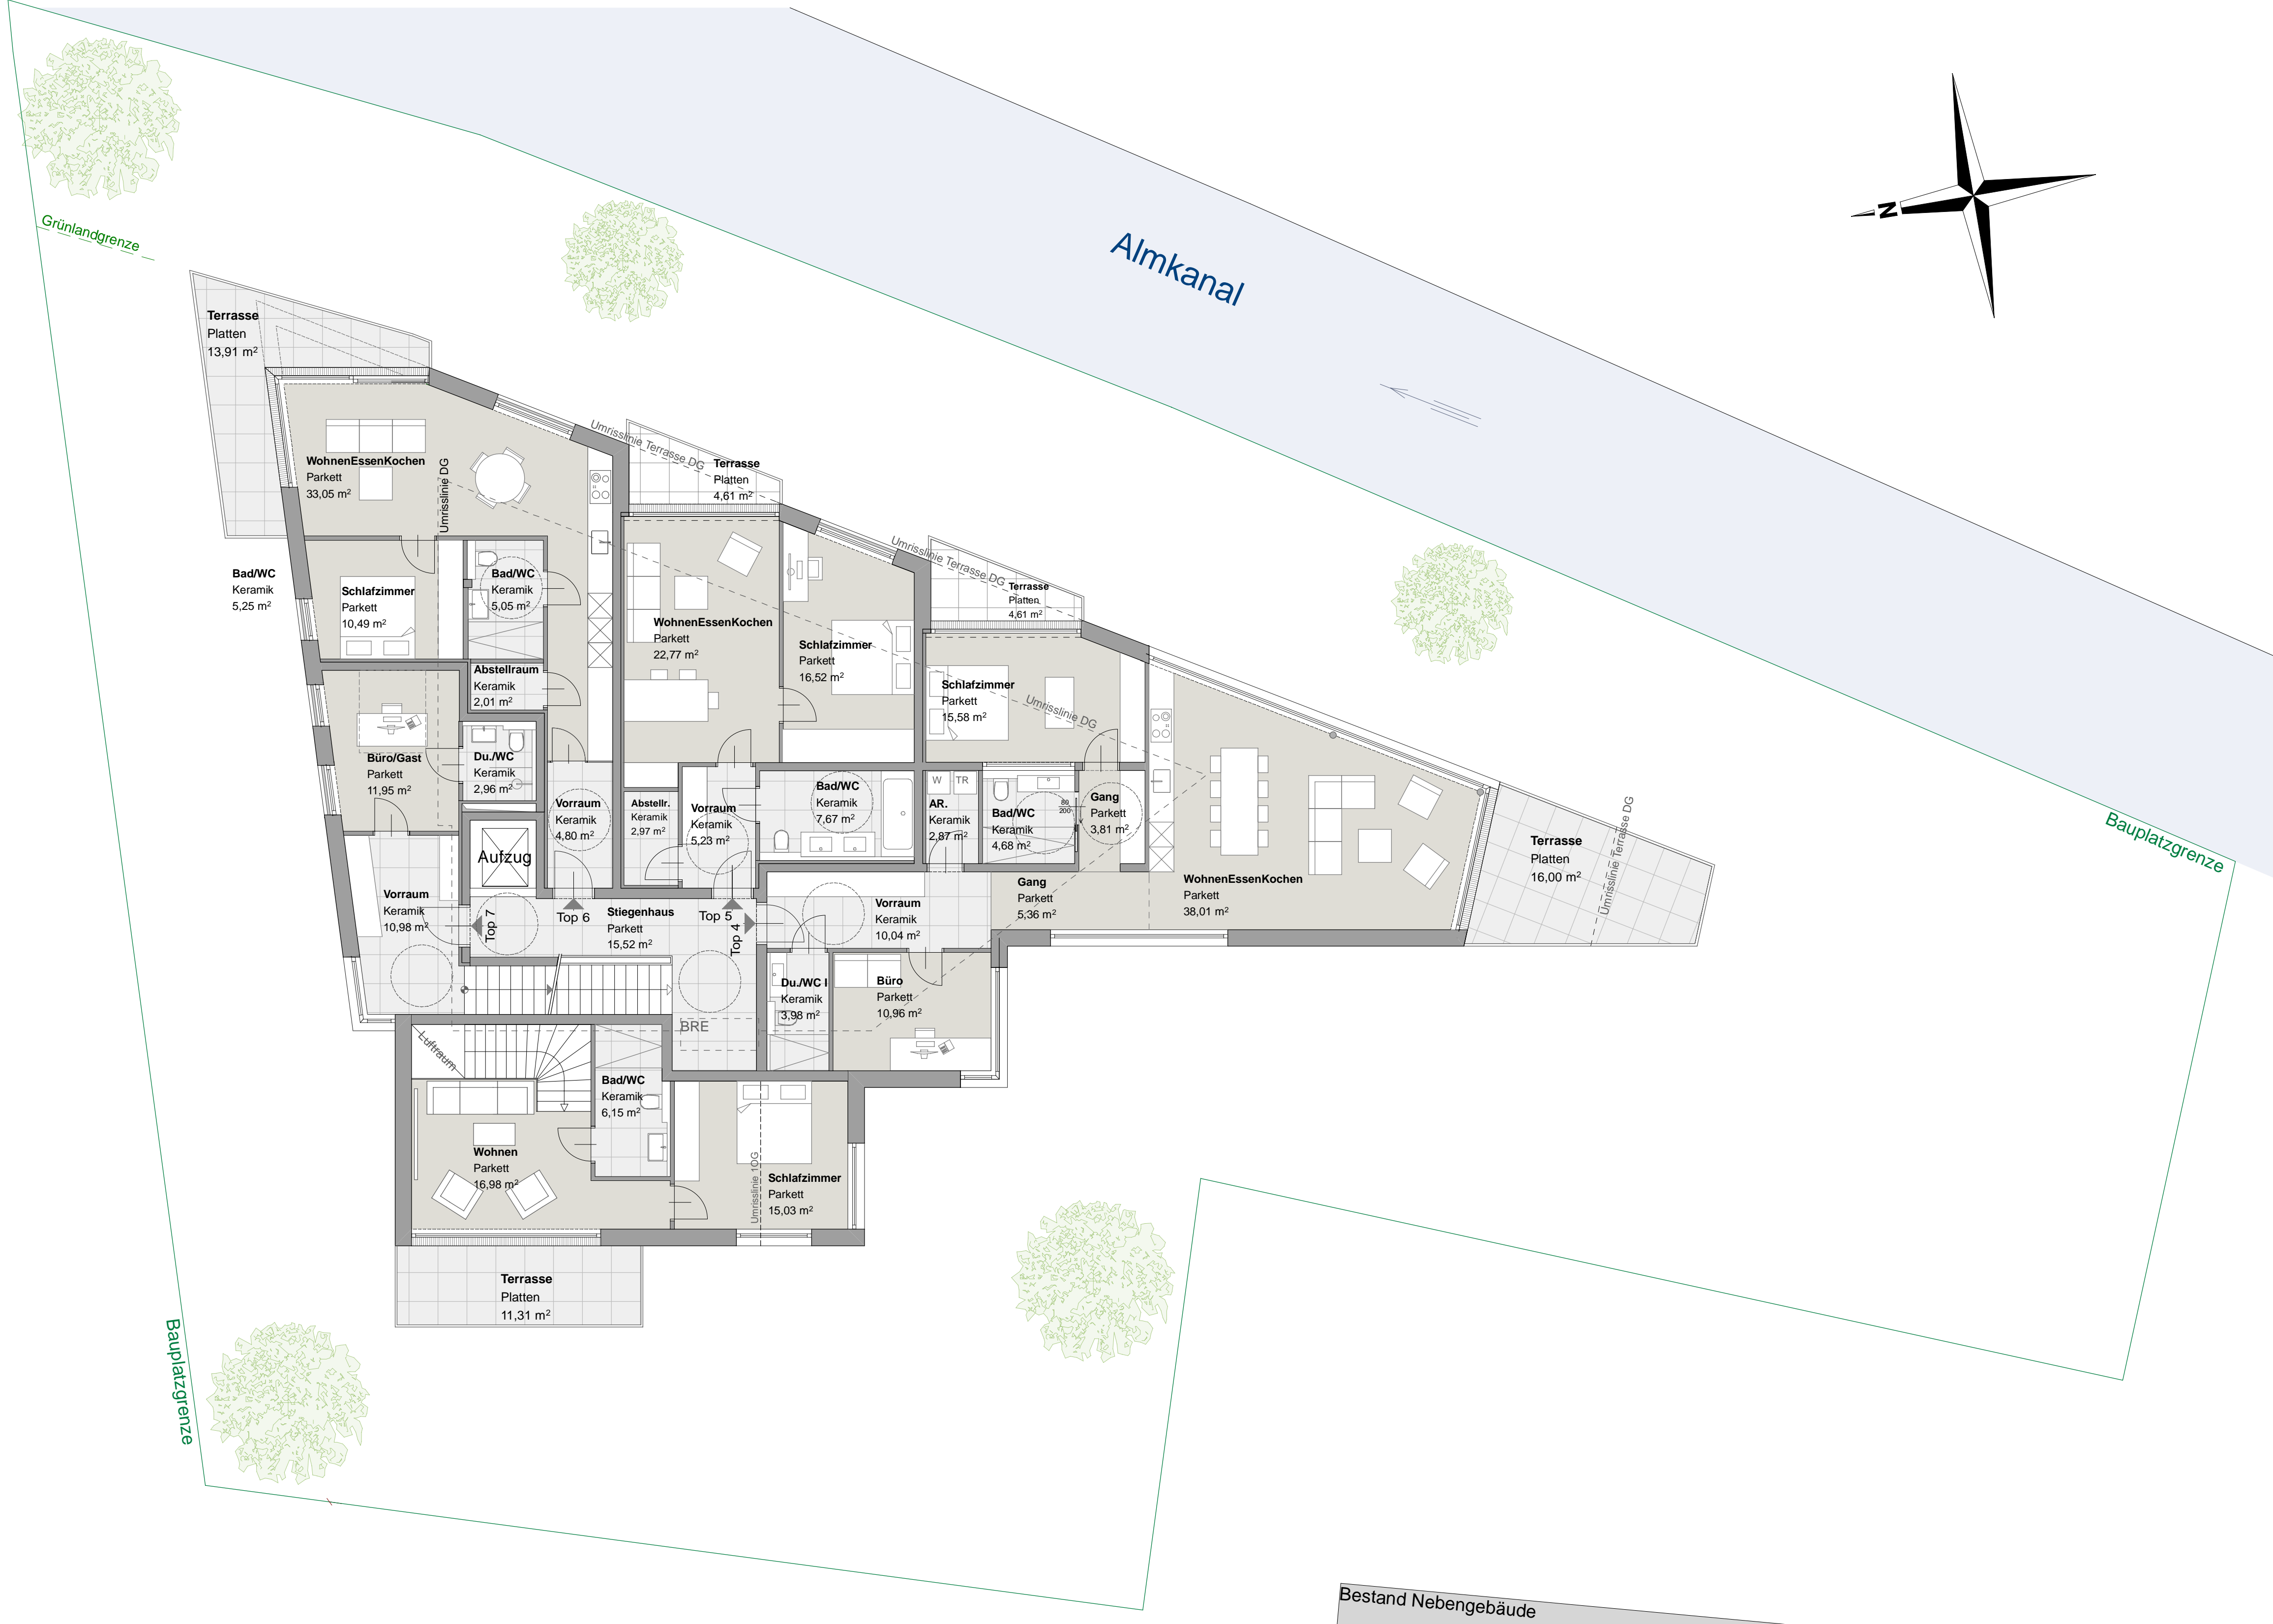 Grünlandgrenze
Almkanal
N
Terrasse
Platten
13,91 m²
WohnenEssenKochen
Parkett
33,05 m²
Umrisslinie DG
Umrisslinie Terrasse DG
Terrasse
Platten
4,61 m²
Umrisslinie Terrasse DG
Terrasse
Platten
4,61 m²
Bad/WC
Keramik
5,25 m²
Schlafzimmer
Parkett
10,49 m²
Bad/WC
Keramik
5,05 m²
Abstellraum
Keramik
2,01 m²
WohnenEssenKochen
Parkett
22,77 m²
Schlafzimmer
Parkett
16,52 m²
Schlafzimmer
Parkett
15,58 m²
Umrisslinie DG
Büro/Gast
Parkett
11,95 m²
Du./WC
Keramik
2,96 m²
Vorraum
Keramik
4,80 m²
Abstellr.
Keramik
2,97 m²
Vorraum
Keramik
5,23 m²
Bad/WC
Keramik
7,67 m²
W
TR
AR.
Keramik
2,87 m²
Bad/WC
Keramik
4,68 m²
80
200
Gang
Parkett
3,81 m²
Aufzug
Vorraum
Keramik
10,98 m²
Top 7
Top 6
Stiegenhaus
Parkett
15,52 m²
Top 5
Top 4
Vorraum
Keramik
10,04 m²
Gang
Parkett
5,36 m²
WohnenEssenKochen
Parkett
38,01 m²
Terrasse
Platten
16,00 m²
Umrisslinie Terrasse DG
Bauplatzgrenze
Du./WC I
Keramik
3,98 m²
Büro
Parkett
10,96 m²
BRE
Luftraum
Bad/WC
Keramik
6,15 m²
Wohnen
Parkett
16,98 m²
Umrisslinie 1OG
Schlafzimmer
Parkett
15,03 m²
Terrasse
Platten
11,31 m²
Bauplatzgrenze
Bestand Nebengebäude